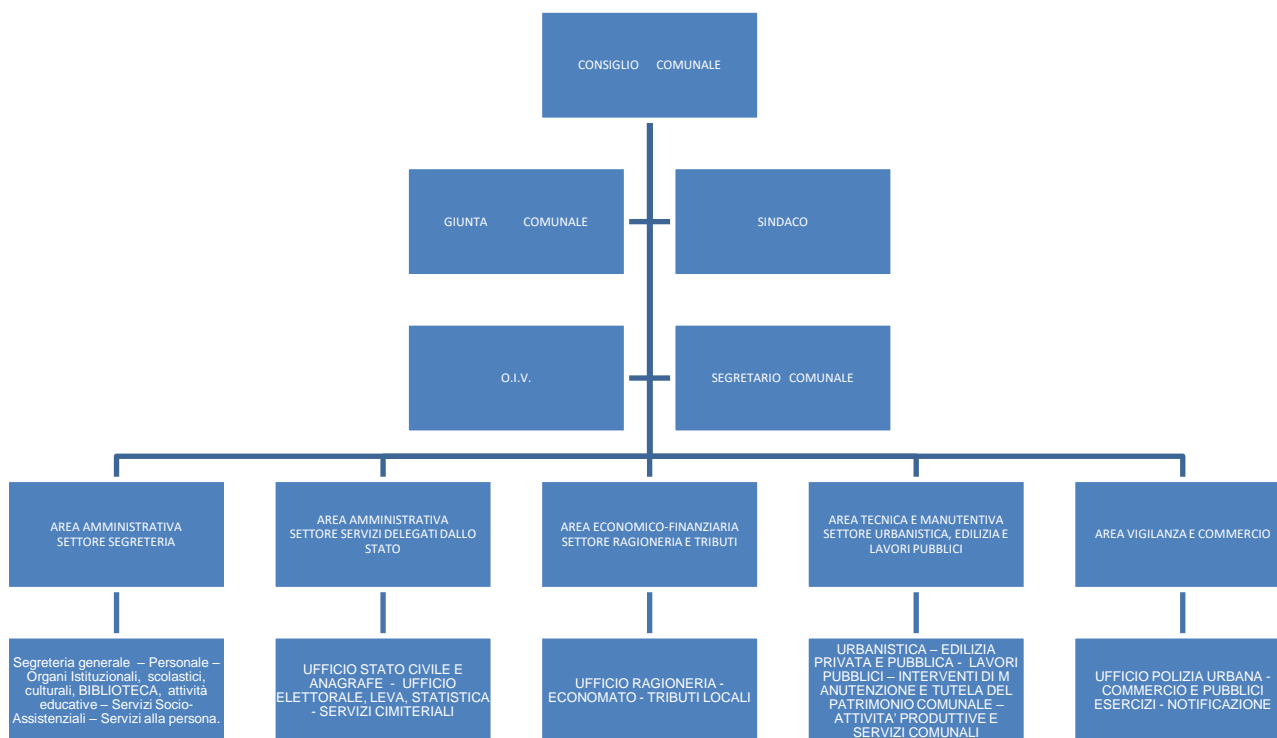 CONSIGLIO COMUNALE
GIUNTA COMUNALE
SINDACO
O.I.V.
SEGRETARIO COMUNALE
AREA AMMINISTRATIVA
SETTORE SEGRETERIA
AREA AMMINISTRATIVA
SETTORE SERVIZI DELEGATI DALLO
STATO
AREA ECONOMICO-FINANZIARIA
SETTORE RAGIONERIA E TRIBUTI
AREA TECNICA E MANUTENTIVA
SETTORE URBANISTICA, EDILIZIA E
LAVORI PUBBLICI
AREA VIGILANZA E COMMERCIO
Segreteria generale – Personale –
Organi Istituzionali, scolastici,
culturali, BIBLIOTECA, attività
educative – Servizi Socio-
Assistenziali – Servizi alla persona.
UFFICIO STATO CIVILE E
ANAGRAFE - UFFICIO
ELETTORALE, LEVA, STATISTICA
- SERVIZI CIMITERIALI
UFFICIO RAGIONERIA -
ECONOMATO - TRIBUTI LOCALI
URBANISTICA – EDILIZIA
PRIVATA E PUBBLICA - LAVORI
PUBBLICI – INTERVENTI DI M
ANUTENZIONE E TUTELA DEL
PATRIMONIO COMUNALE –
ATTIVITA’ PRODUTTIVE E
SERVIZI COMUNALI
UFFICIO POLIZIA URBANA -
COMMERCIO E PUBBLICI
ESERCIZI - NOTIFICAZIONE